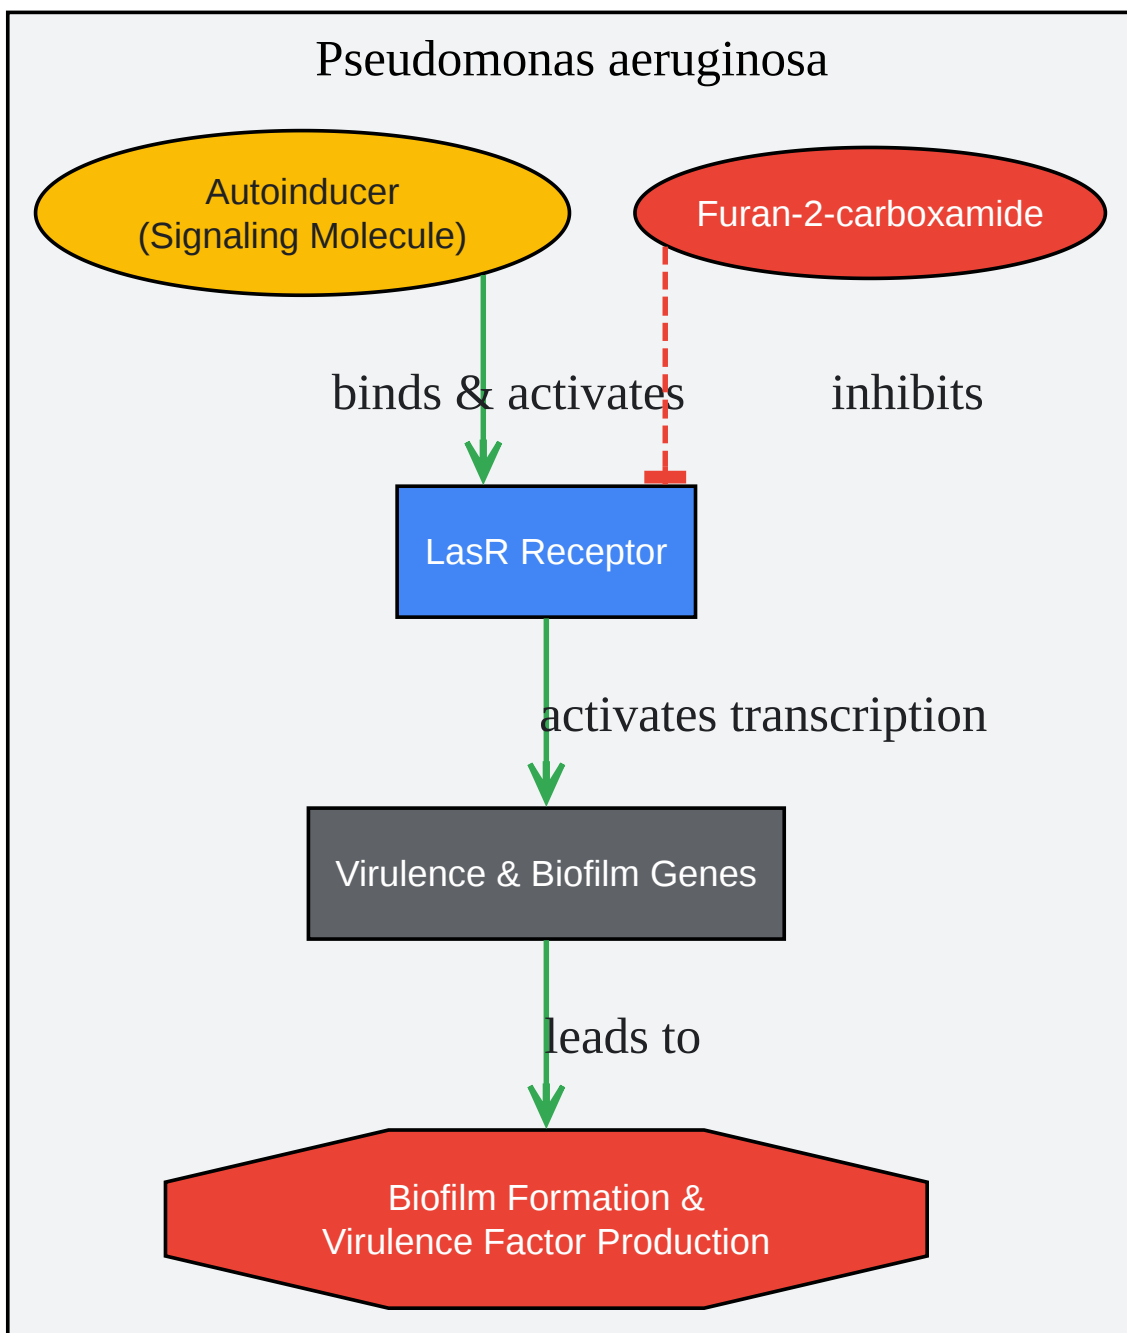 Pseudomonas aeruginosa
Autoinducer
(Signaling Molecule)
Furan-2-carboxamide
binds & activates
inhibits
LasR Receptor
activates transcription
Virulence & Biofilm Genes
leads to
Biofilm Formation &
Virulence Factor Production